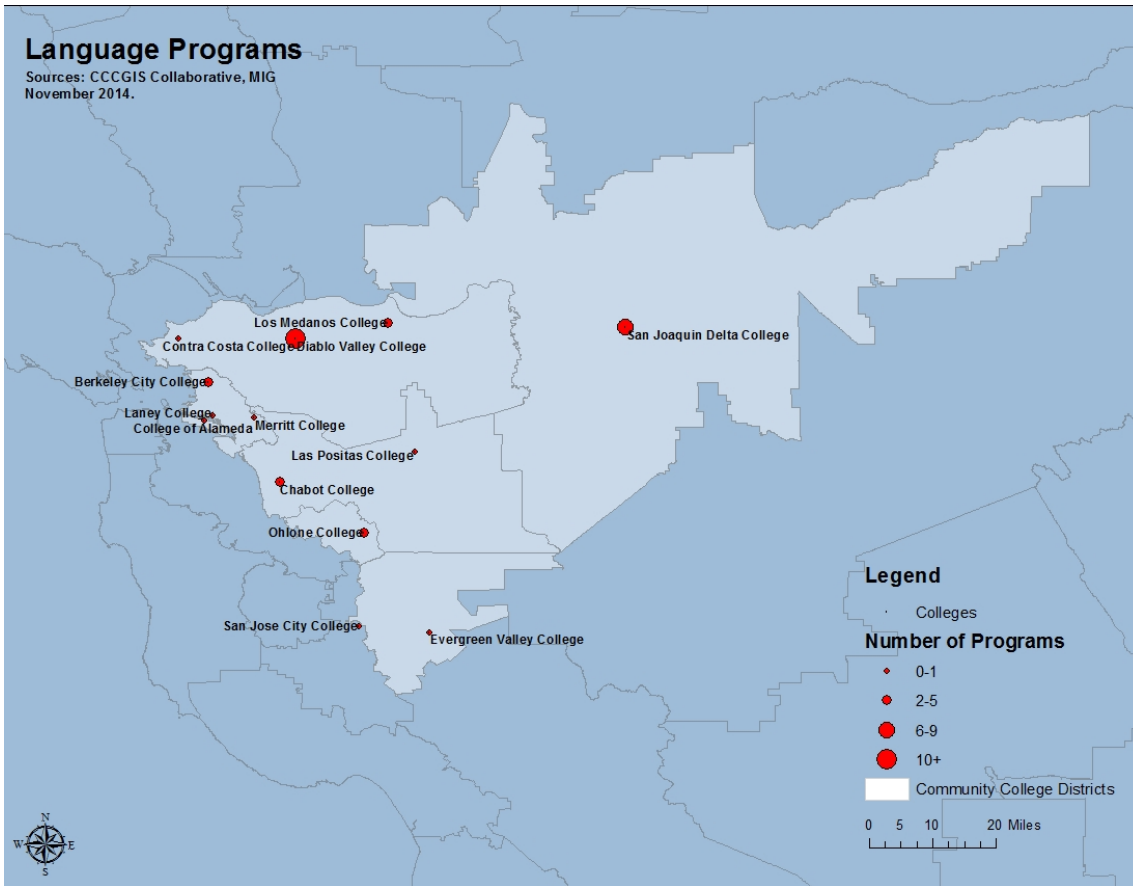 Language Programs
Sources: CCCGIS Collaborative, MIG
November 2014.
Los Medanos College
San Joaquin Delta College
Contra Costa College Diablo Valley College
Berkeley City College
Laney College
College of Alameda
Merritt College
Las Positas College
Chabot College
Ohlone College
San Jose City College
Evergreen Valley College
Legend
Colleges
Number of Programs
0-1
2-5
6-9
10+
Community College Districts
0 5 10 20 Miles
N
W E
S